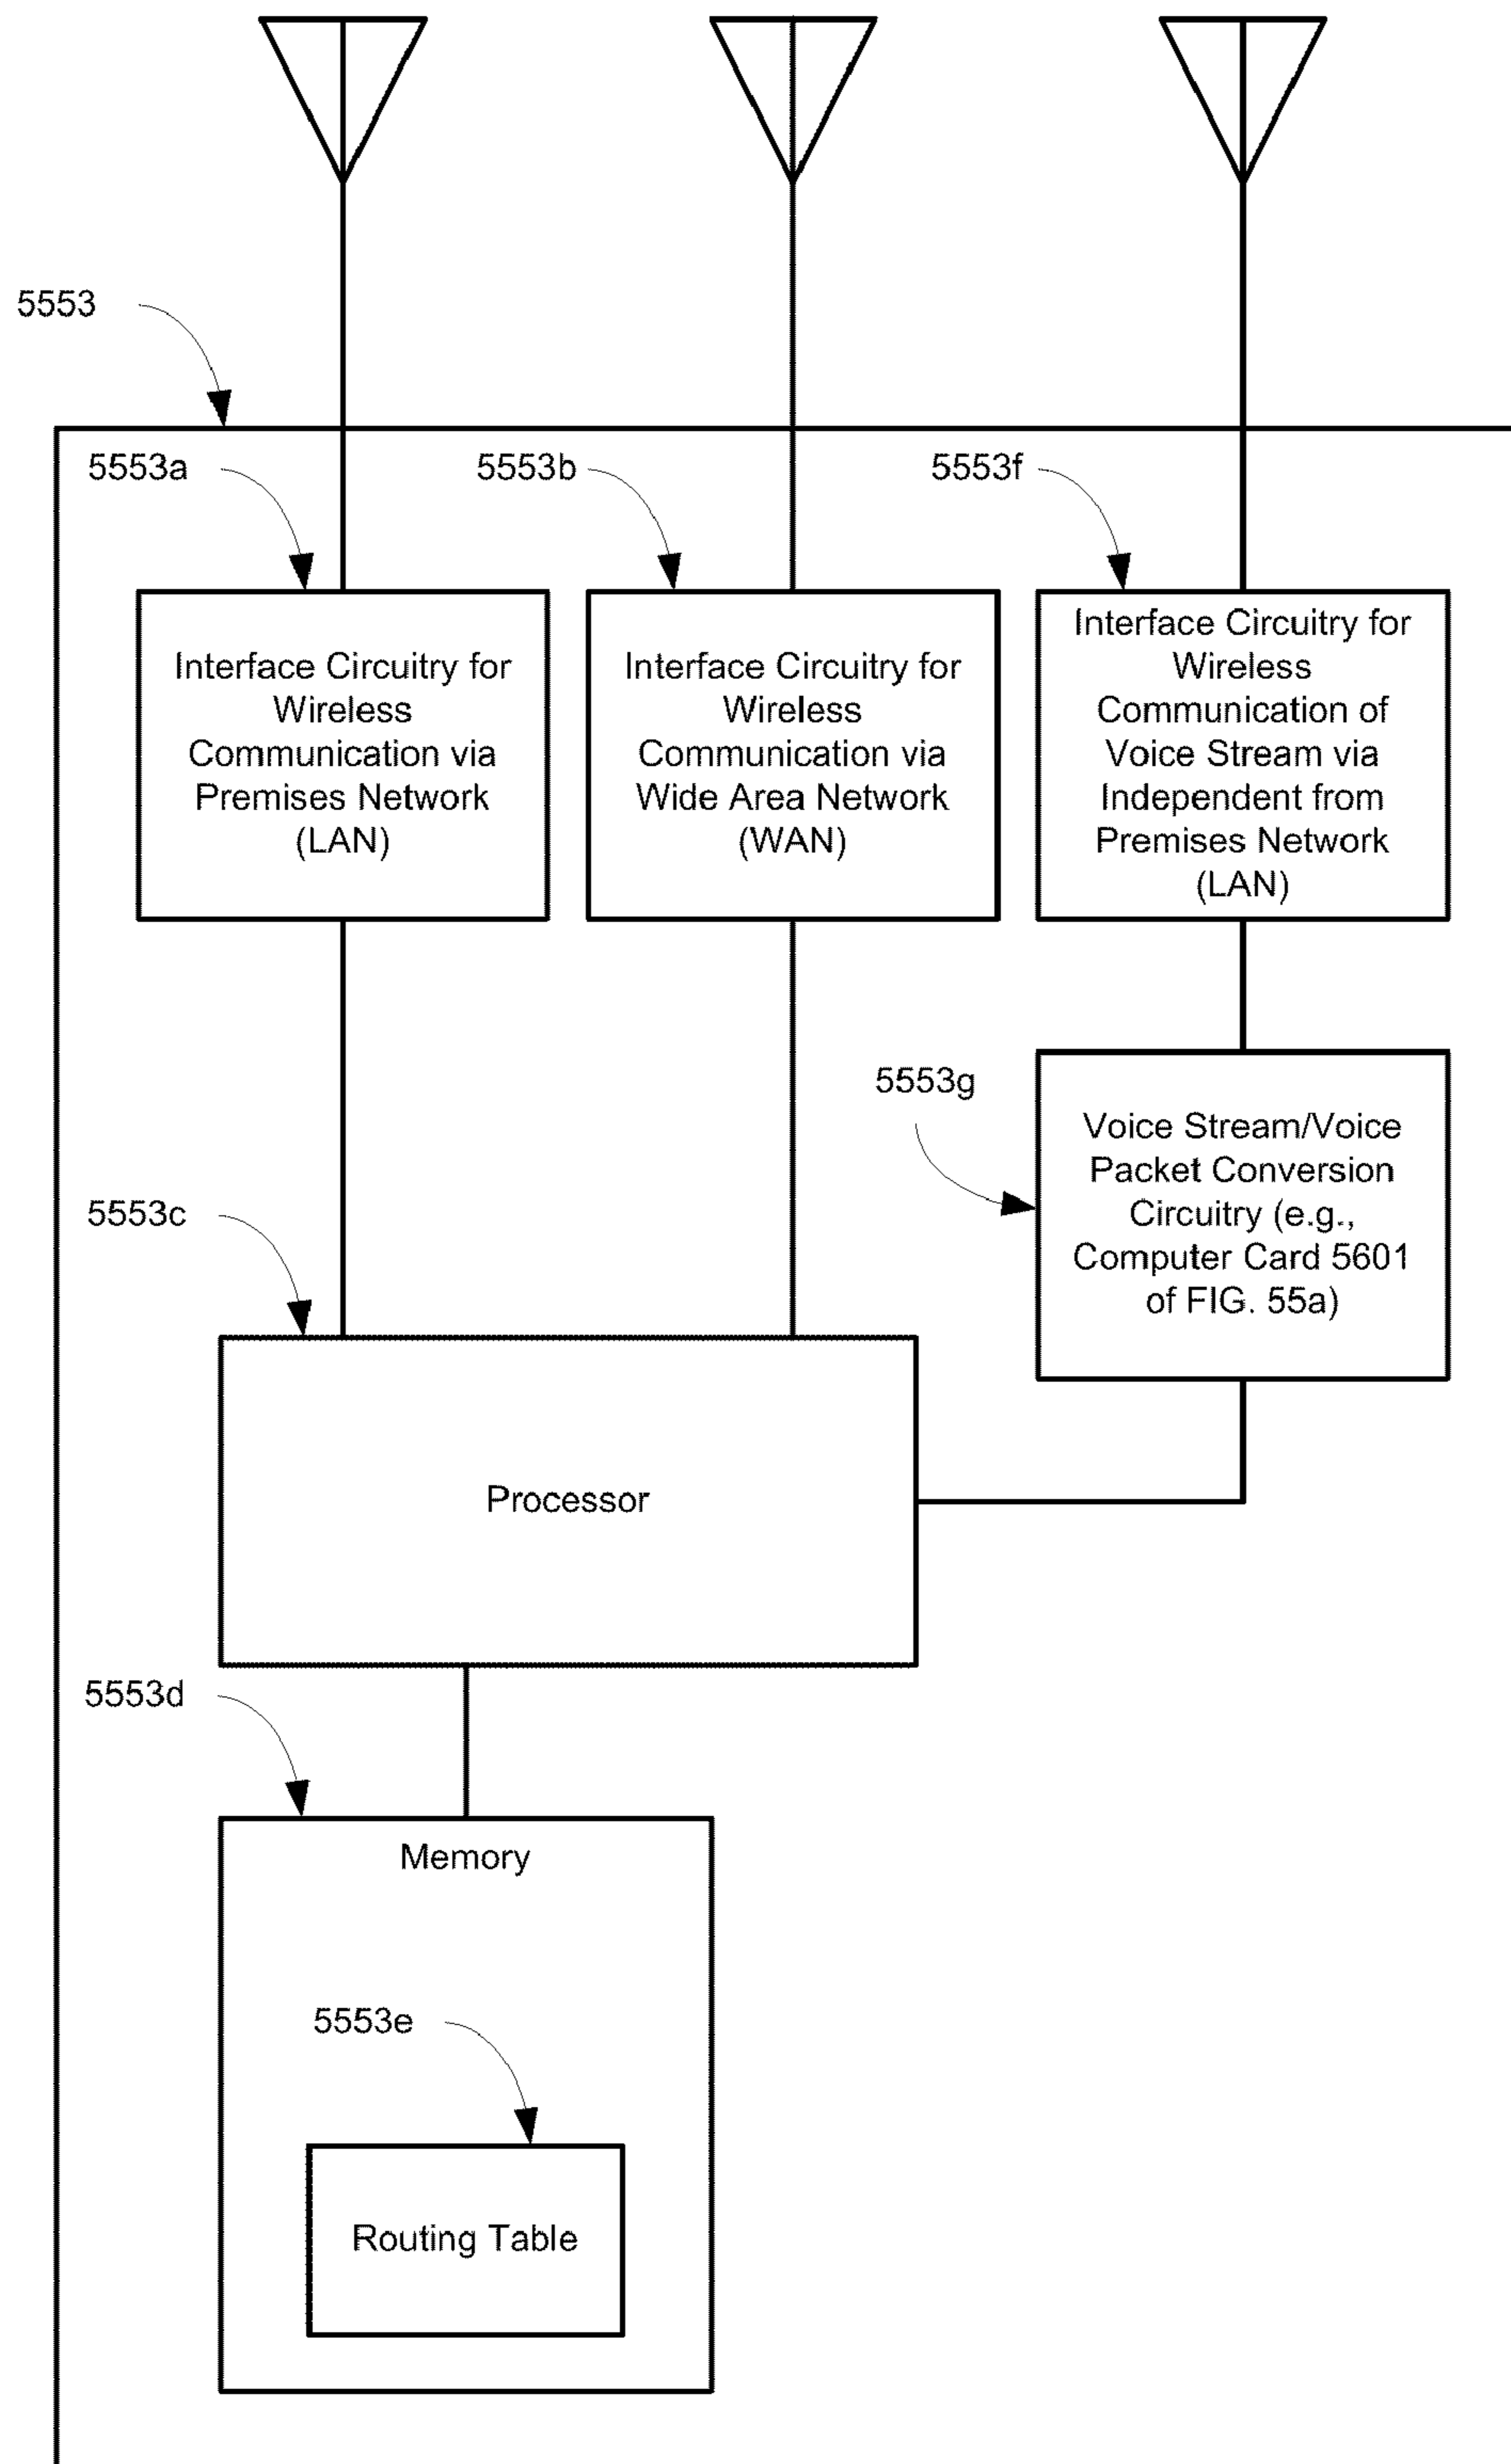 5553
5553a
5553b
5553f
Interface Circuitry for
Wireless
Communication via
Premises Network
(LAN)
Interface Circuitry for
Wireless
Communication via
Wide Area Network
(WAN)
Interface Circuitry for
Wireless
Communication of
Voice Stream via
Independent from
Premises Network
(LAN)
5553g
Voice Stream/Voice
Packet Conversion
Circuitry (e.g.,
Computer Card 5601
of FIG. 55a)
5553c
Processor
5553d
Memory
5553e
Routing Table